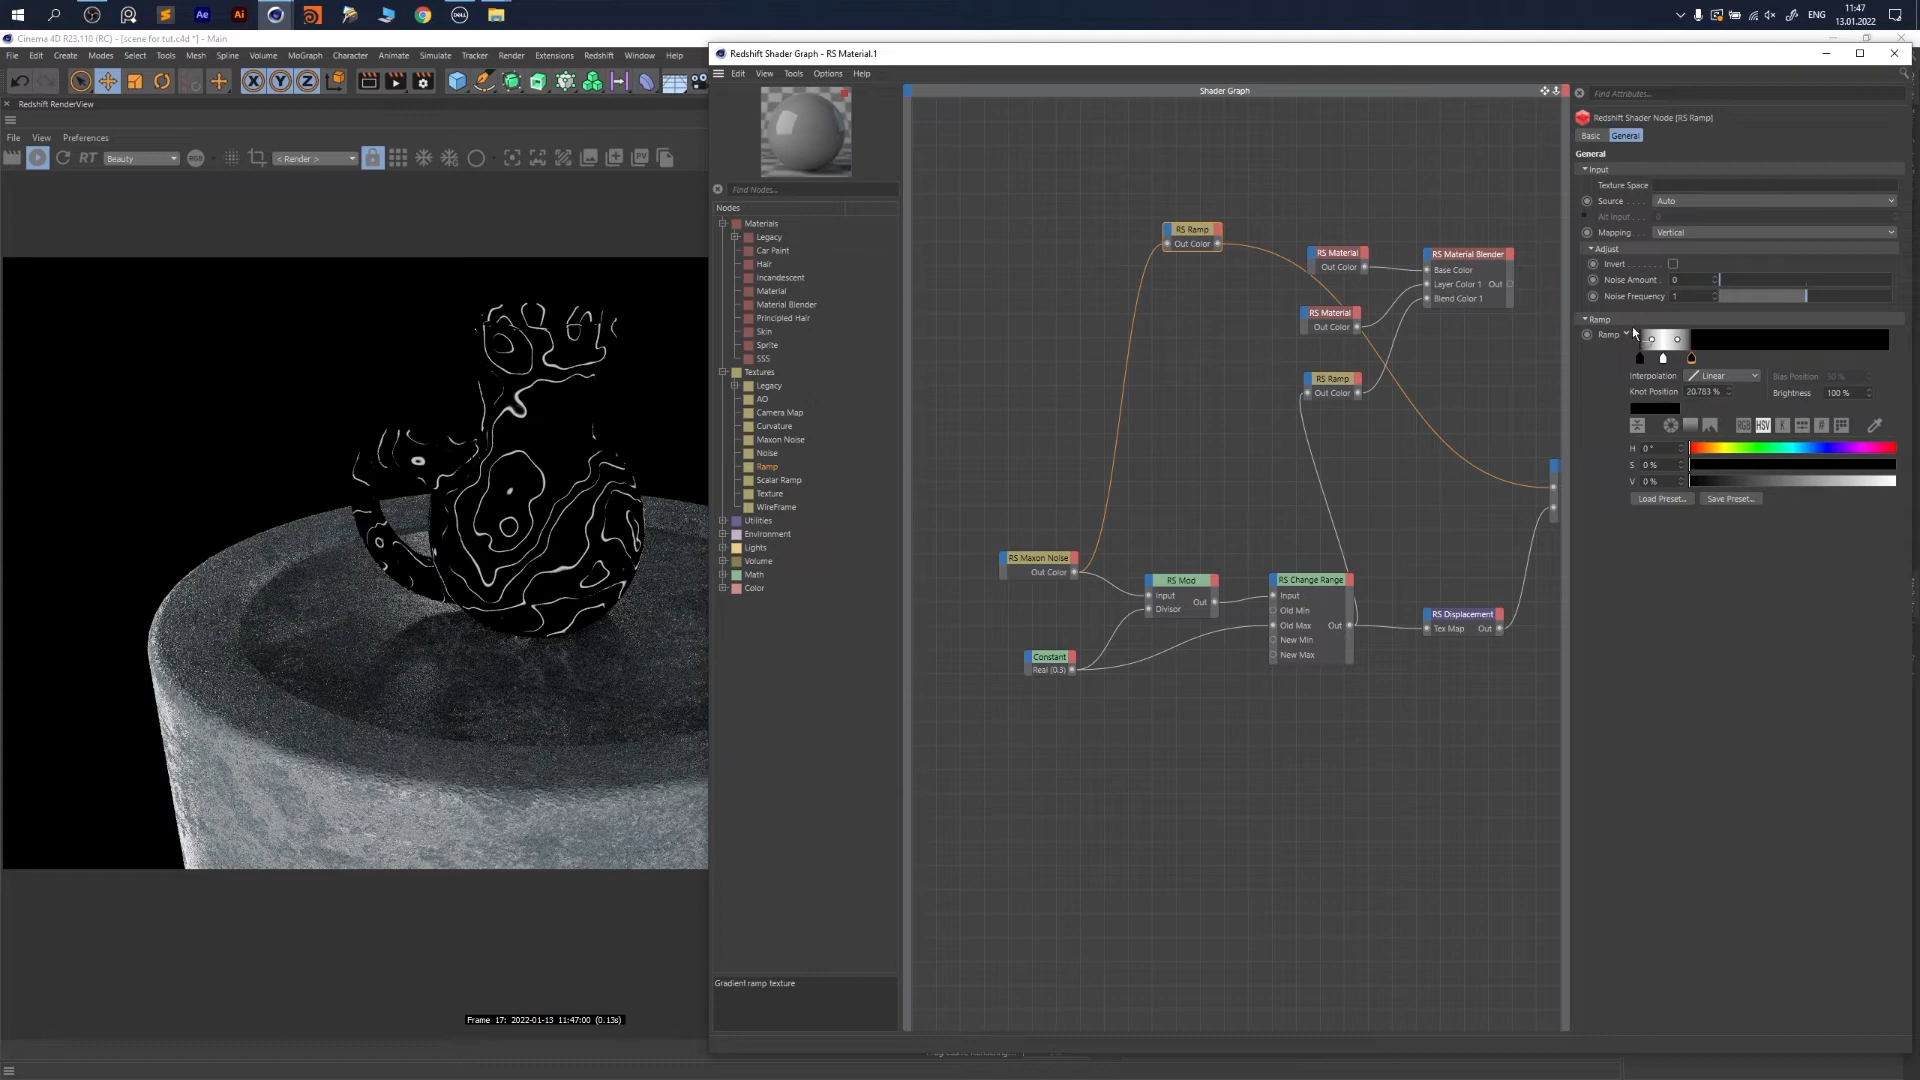 Ae
Ai
DELL
ENG
11:47
13.01.2022
Cinema 4D R23.110 (RC) - [scene for tut.c4d *] - Main
File Edit Create Modes Select Tools Mesh Spline Volume MoGraph Character Animate Simulate Tracker Render Extensions Redshift Window Help
X Y Z
Redshift RenderView
File View Preferences
RT Beauty RGB < Render > PV
Frame 17: 2022-01-13 11:47:00 (0.13s)
Redshift Shader Graph - RS Material.1
Edit View Tools Options Help
Find Nodes...
Nodes
Materials
Legacy
Car Paint
Hair
Incandescent
Material
Material Blender
Principled Hair
Skin
Sprite
SSS
Textures
Legacy
AO
Camera Map
Curvature
Maxon Noise
Noise
Ramp
Scalar Ramp
Texture
WireFrame
Utilities
Environment
Lights
Volume
Math
Color
Gradient ramp texture
Shader Graph
RS Ramp
Out Color
RS Material
Out Color
RS Material Blender
Base Color
Layer Color 1 Out
Blend Color 1
RS Material
Out Color
RS Ramp
Out Color
RS Maxon Noise
Out Color
RS Mod
Input
Out
Divisor
RS Change Range
Input
Old Min
Old Max Out
New Min
New Max
RS Displacement
Tex Map Out
Constant
Real (0.3)
Find Attributes...
Redshift Shader Node [RS Ramp]
Basic General
General
Input
Texture Space
Source . . . . Auto
Alt Input . . . 0
Mapping . . . Vertical
Adjust
Invert . . . . . . .
Noise Amount . 0
Noise Frequency 1
Ramp
Ramp
Interpolation Linear Bias Position 50 %
Knot Position 20.783 % Brightness 100 %
RGB HSV K #
H 0 °
S 0 %
V 0 %
Load Preset... Save Preset...